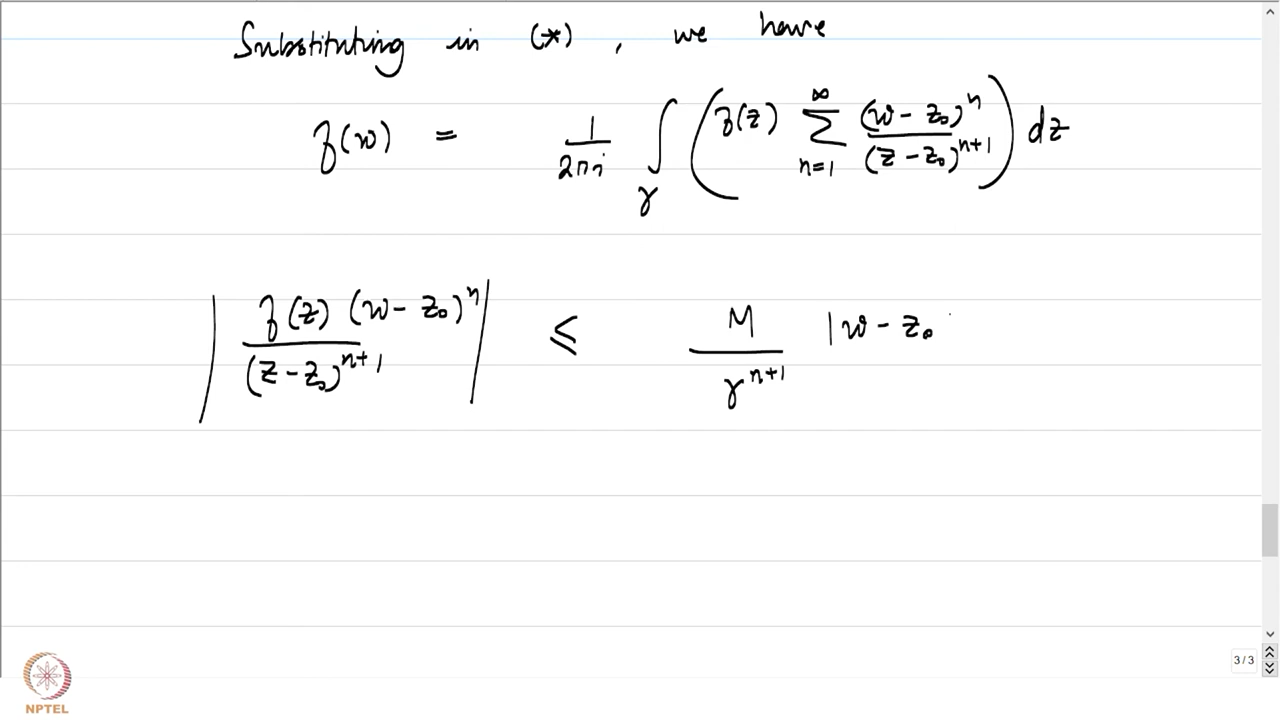 Substituting in (*), we have
f(w) = 1/2πi ∫_γ ( f(z) ∑_{n=1}^{∞} (w - z₀)^n / (z - z₀)^{n+1} ) dz
| f(z) (w - z₀)^n / (z - z₀)^{n+1} | ≤ M / r^{n+1} |w - z₀
3 / 3
NPTEL